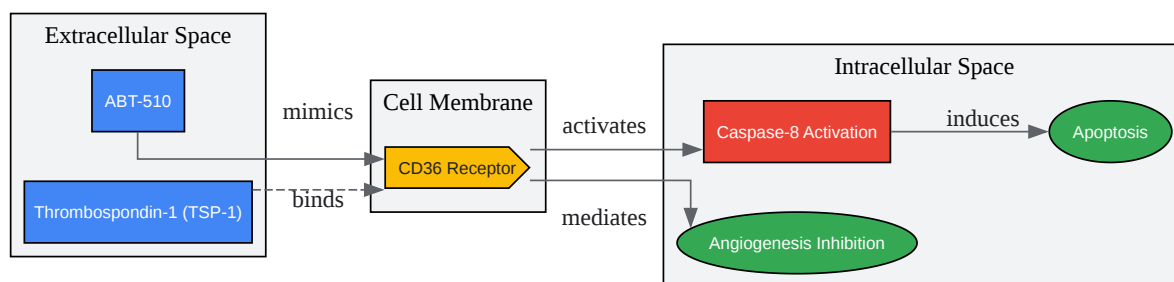 Extracellular Space
ABT-510
Thrombospondin-1 (TSP-1)
mimics
binds
Cell Membrane
CD36 Receptor
activates
mediates
Intracellular Space
Caspase-8 Activation
induces
Apoptosis
Angiogenesis Inhibition